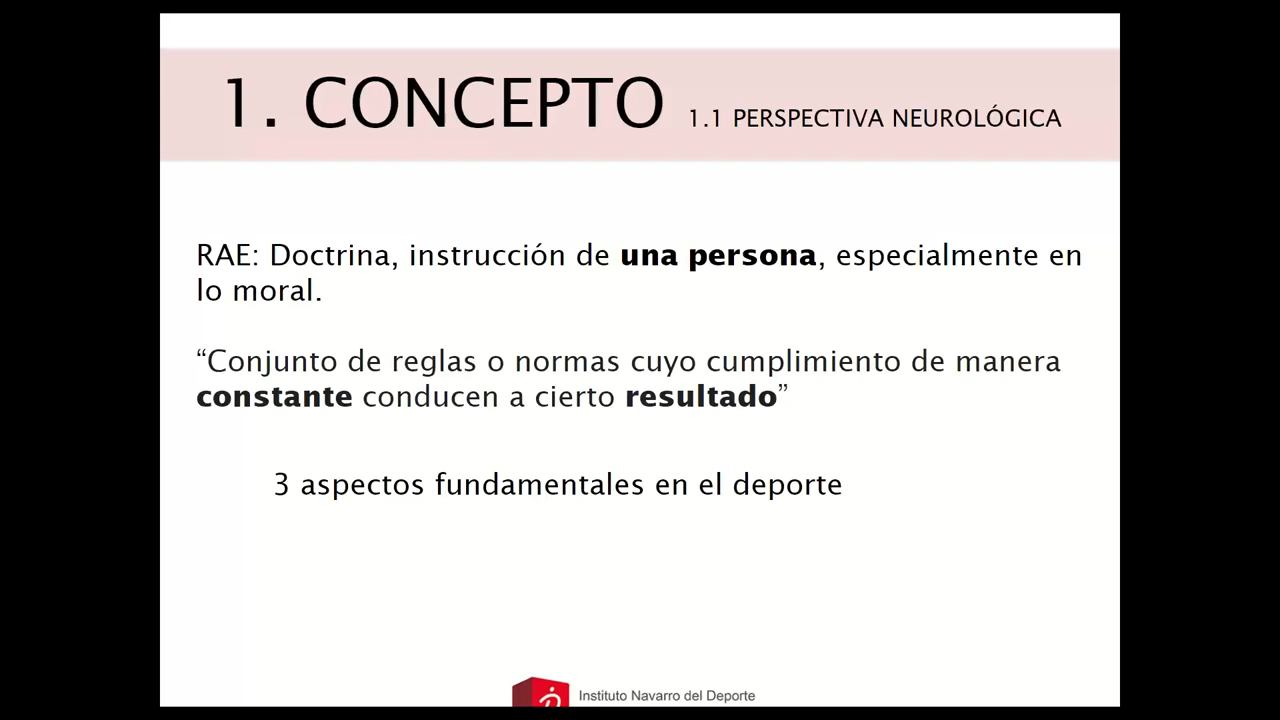 1. CONCEPTO 1.1 PERSPECTIVA NEUROLÓGICA
RAE: Doctrina, instrucción de una persona, especialmente en
lo moral.
“Conjunto de reglas o normas cuyo cumplimiento de manera
constante conducen a cierto resultado”
3 aspectos fundamentales en el deporte
Instituto Navarro del Deporte